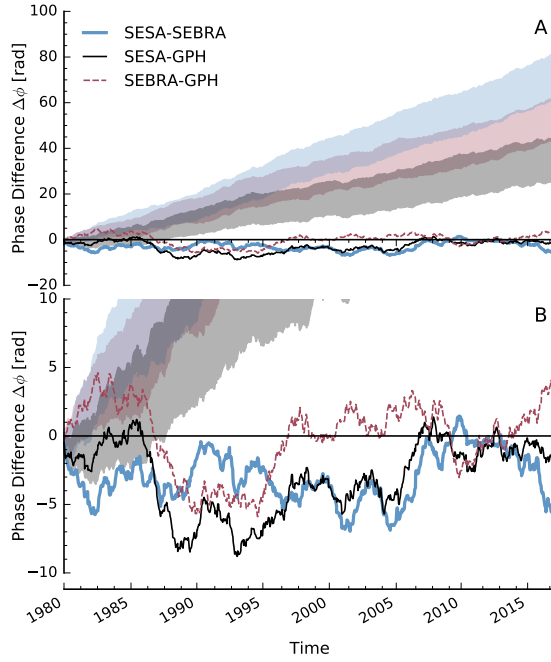 100
80
60
40
20
0
−20
Phase Difference Δϕ [rad]
SESA-SEBRA
SESA-GPH
SEBRA-GPH
A
10
5
0
−5
−10
Phase Difference Δϕ [rad]
B
1980
1985
1990
1995
2000
2005
2010
2015
Time